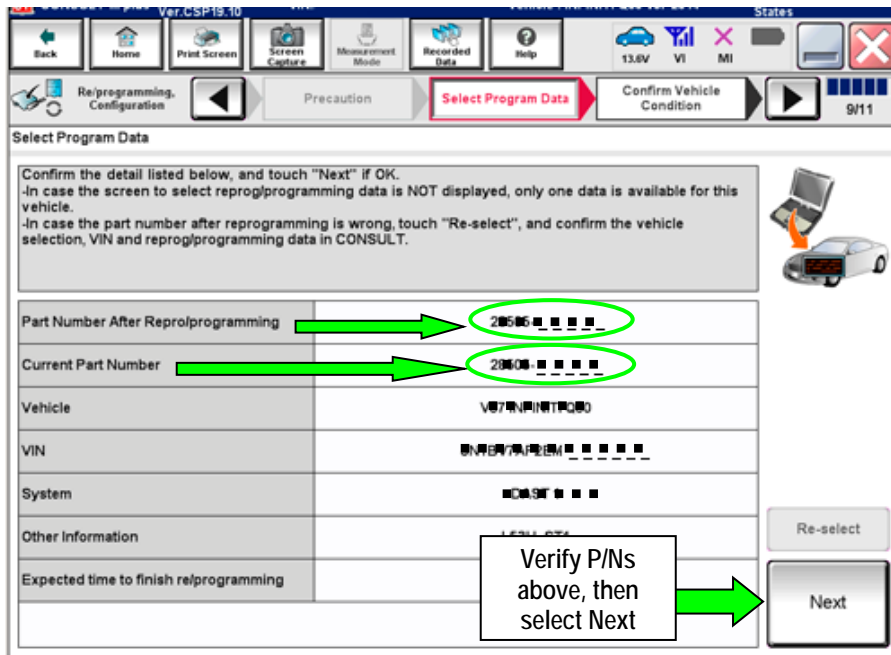 Ver.CSP19.10
States
Back
Home
Print Screen
Screen Capture
Measurement Mode
Recorded Data
Help
13.6V
VI
MI
Re/programming, Configuration
Precaution
Select Program Data
Confirm Vehicle Condition
9/11
Select Program Data
Confirm the detail listed below, and touch "Next" if OK.
-In case the screen to select reprog/programming data is NOT displayed, only one data is available for this
vehicle.
-In case the part number after reprogramming is wrong, touch "Re-select", and confirm the vehicle
selection, VIN and reprog/programming data in CONSULT.
Part Number After Repro/programming
Current Part Number
Vehicle
VIN
System
Other Information
Expected time to finish re/programming
Verify P/Ns
above, then
select Next
Re-select
Next